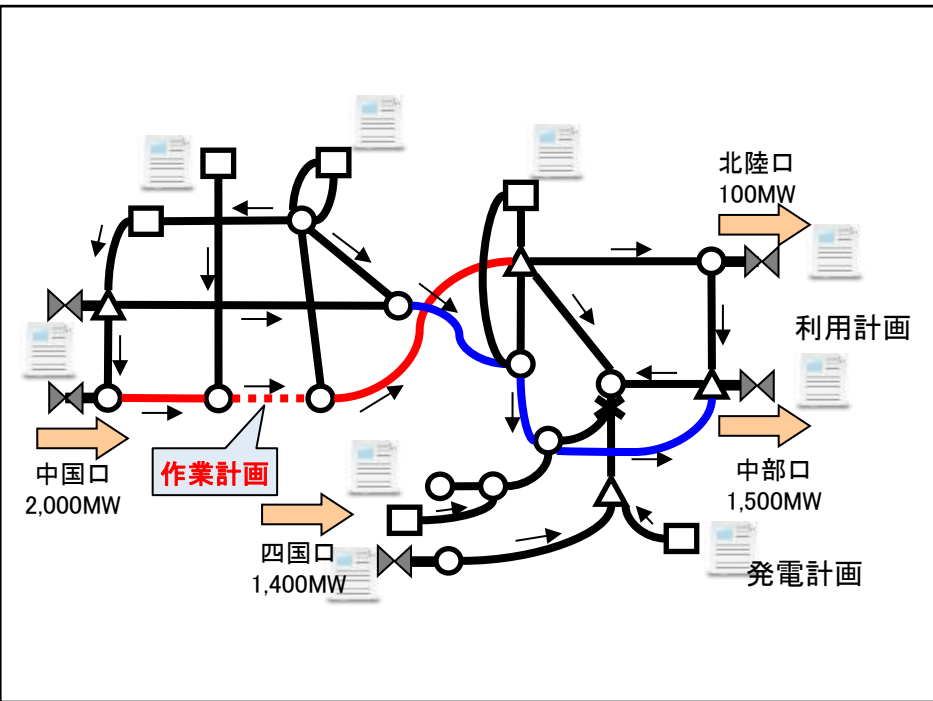 北陸口
100MW
利用計画
中国口
2,000MW
作業計画
中部口
1,500MW
四国口
1,400MW
発電計画